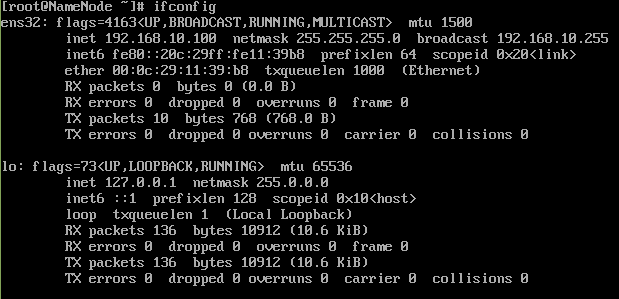 [root@NameNode ~]# ifconfig
ens32: flags=4163<UP,BROADCAST,RUNNING,MULTICAST>  mtu 1500
        inet 192.168.10.100  netmask 255.255.255.0  broadcast 192.168.10.255
        inet6 fe80::20c:29ff:fe11:39b8  prefixlen 64  scopeid 0x20<link>
        ether 00:0c:29:11:39:b8  txqueuelen 1000  (Ethernet)
        RX packets 0  bytes 0 (0.0 B)
        RX errors 0  dropped 0  overruns 0  frame 0
        TX packets 10  bytes 768 (768.0 B)
        TX errors 0  dropped 0 overruns 0  carrier 0  collisions 0

lo: flags=73<UP,LOOPBACK,RUNNING>  mtu 65536
        inet 127.0.0.1  netmask 255.0.0.0
        inet6 ::1  prefixlen 128  scopeid 0x10<host>
        loop  txqueuelen 1  (Local Loopback)
        RX packets 136  bytes 10912 (10.6 KiB)
        RX errors 0  dropped 0  overruns 0  frame 0
        TX packets 136  bytes 10912 (10.6 KiB)
        TX errors 0  dropped 0 overruns 0  carrier 0  collisions 0